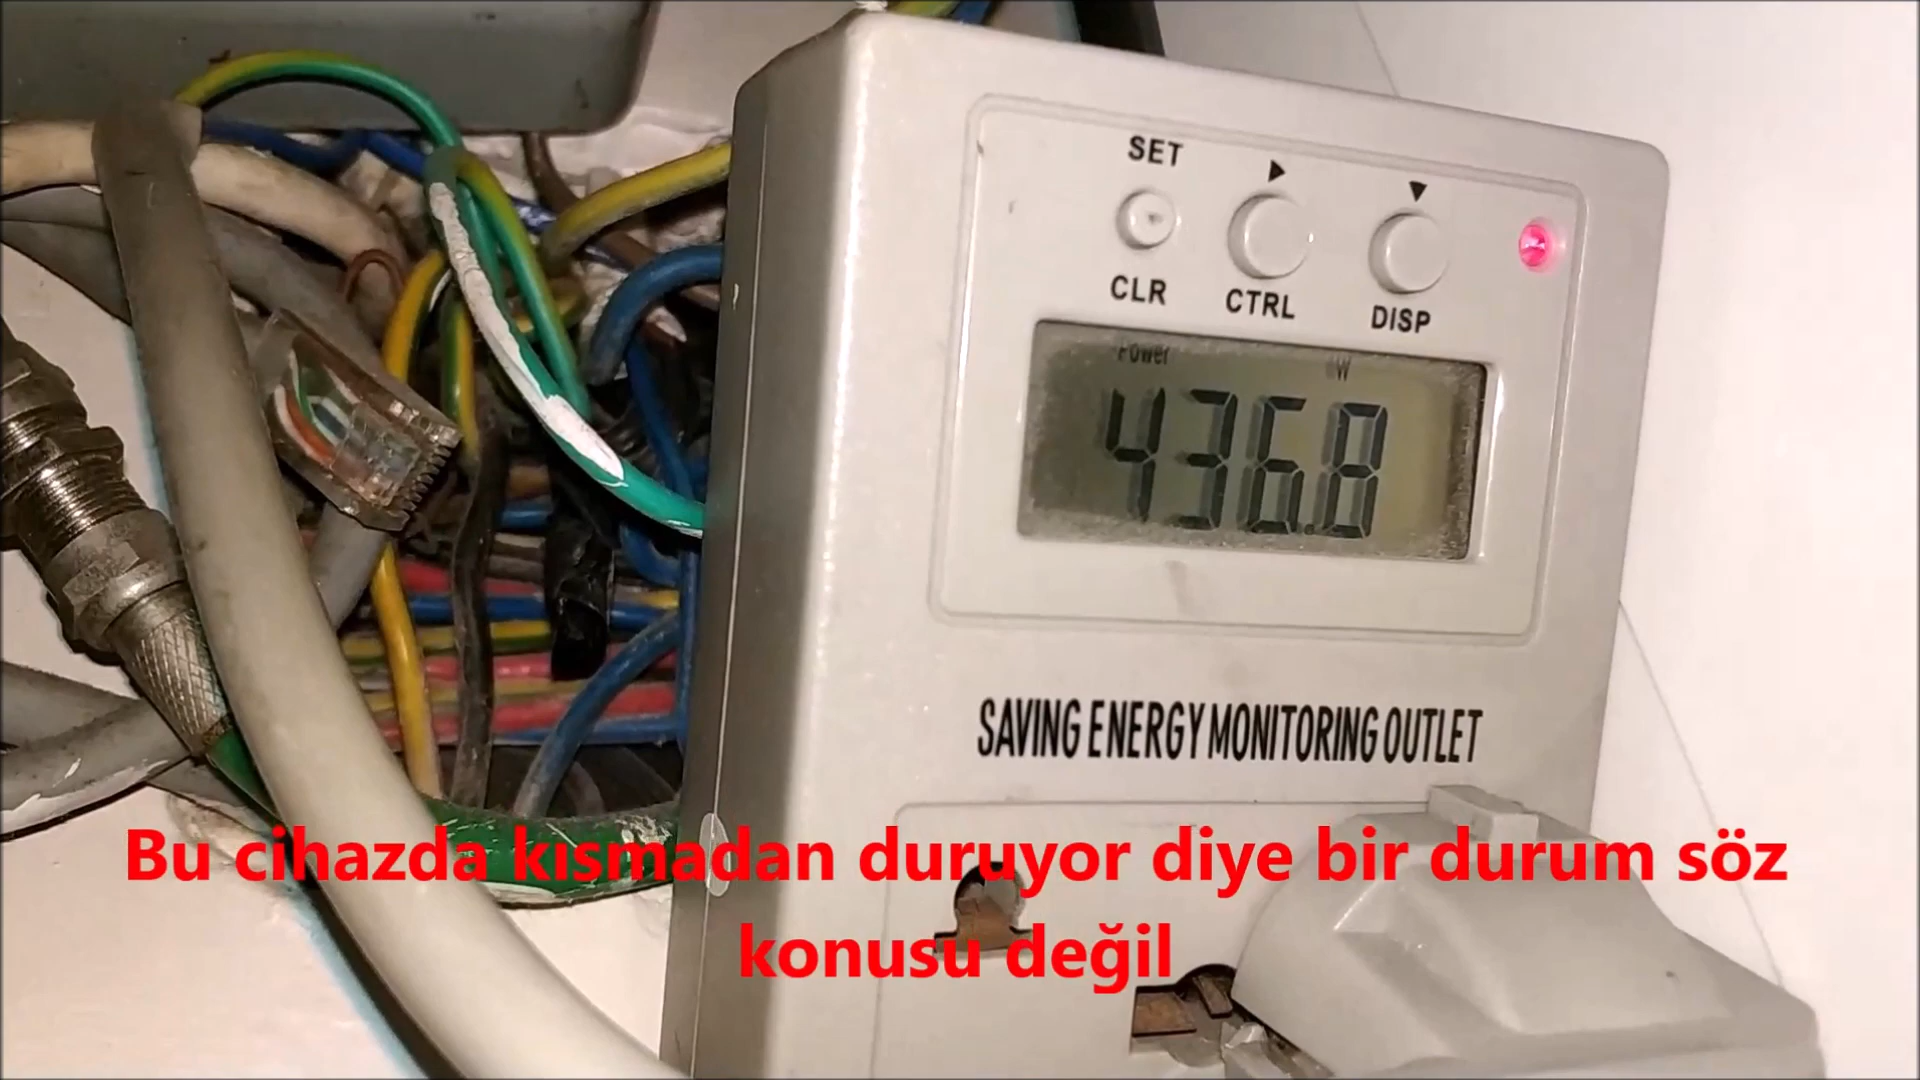 SET
▶
▼
CLR
CTRL
DISP
Power
W
436.8
SAVING ENERGY MONITORING OUTLET
Bu cihazda kısmadan duruyor diye bir durum söz
konusu değil